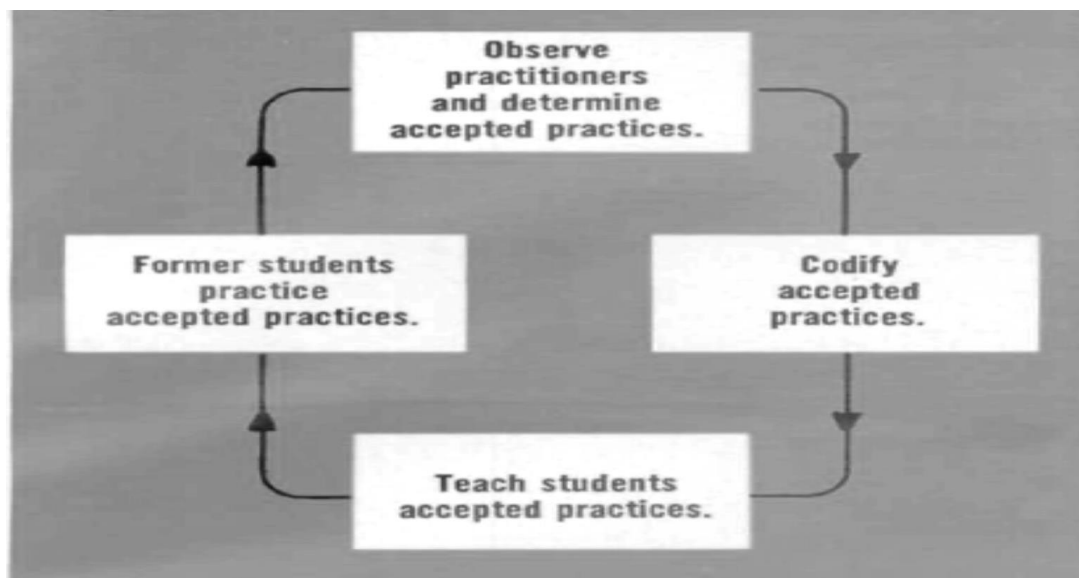 Observe
practitioners
and determine
accepted practices.
Former students
practice
accepted practices.
Codify
accepted
practices.
Teach students
accepted practices.